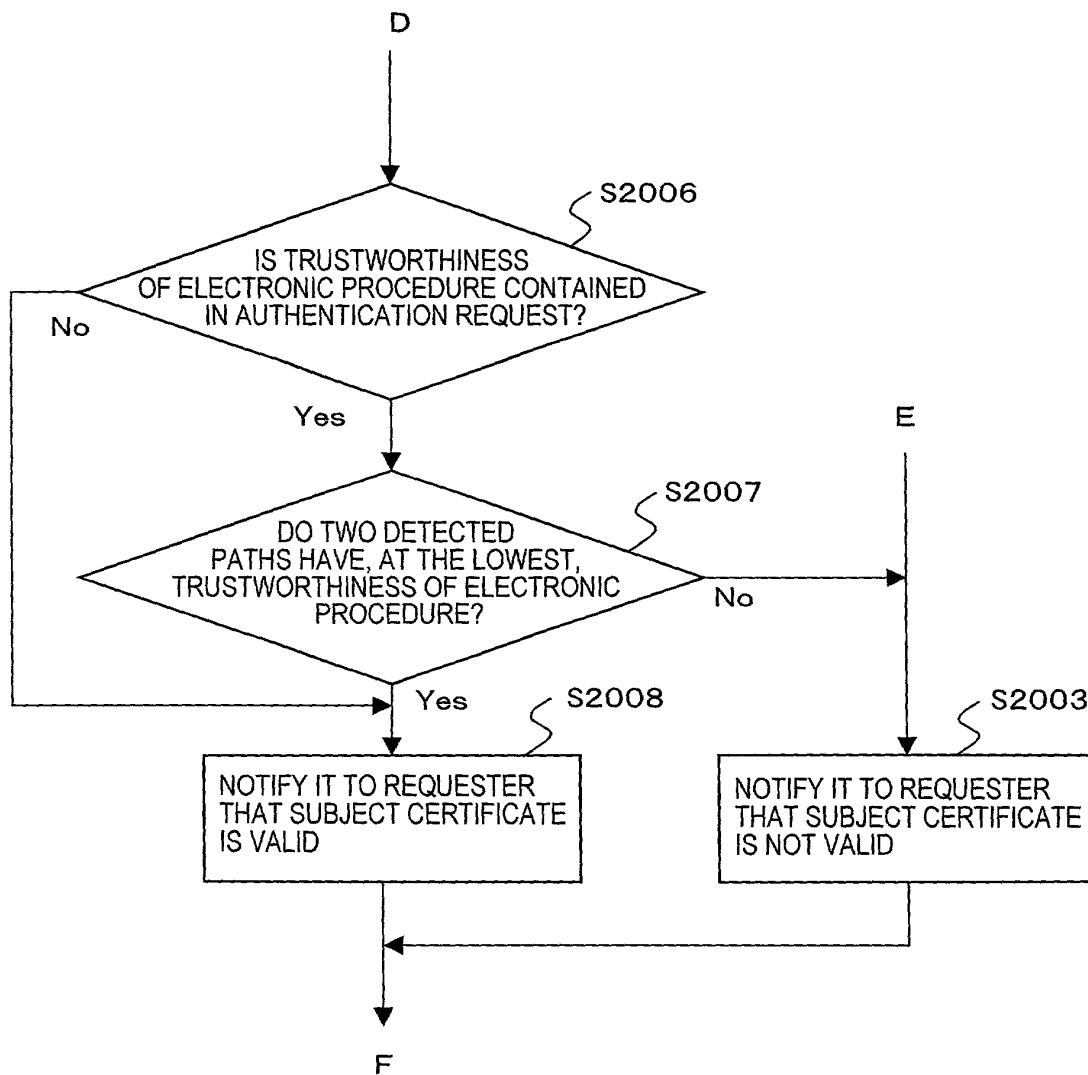 D
S2006
IS TRUSTWORTHINESS
OF ELECTRONIC PROCEDURE CONTAINED
IN AUTHENTICATION REQUEST?
No
Yes
E
S2007
DO TWO DETECTED
PATHS HAVE, AT THE LOWEST,
TRUSTWORTHINESS OF ELECTRONIC
PROCEDURE?
No
Yes
S2008
NOTIFY IT TO REQUESTER
THAT SUBJECT CERTIFICATE
IS VALID
S2003
NOTIFY IT TO REQUESTER
THAT SUBJECT CERTIFICATE
IS NOT VALID
F